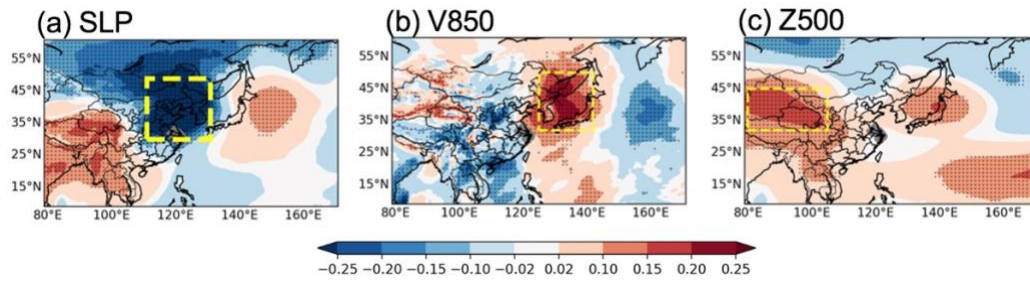 (a) SLP (b) V850 (c) Z500
55°N 55°N 55°N
45°N 45°N 45°N
35°N 35°N 35°N
25°N 25°N 25°N
15°N 15°N 15°N
80°E 100°E 120°E 140°E 160°E 80°E 100°E 120°E 140°E 160°E 80°E 100°E 120°E 140°E 160°E
−0.25 −0.20 −0.15 −0.10 −0.02 0.02 0.10 0.15 0.20 0.25